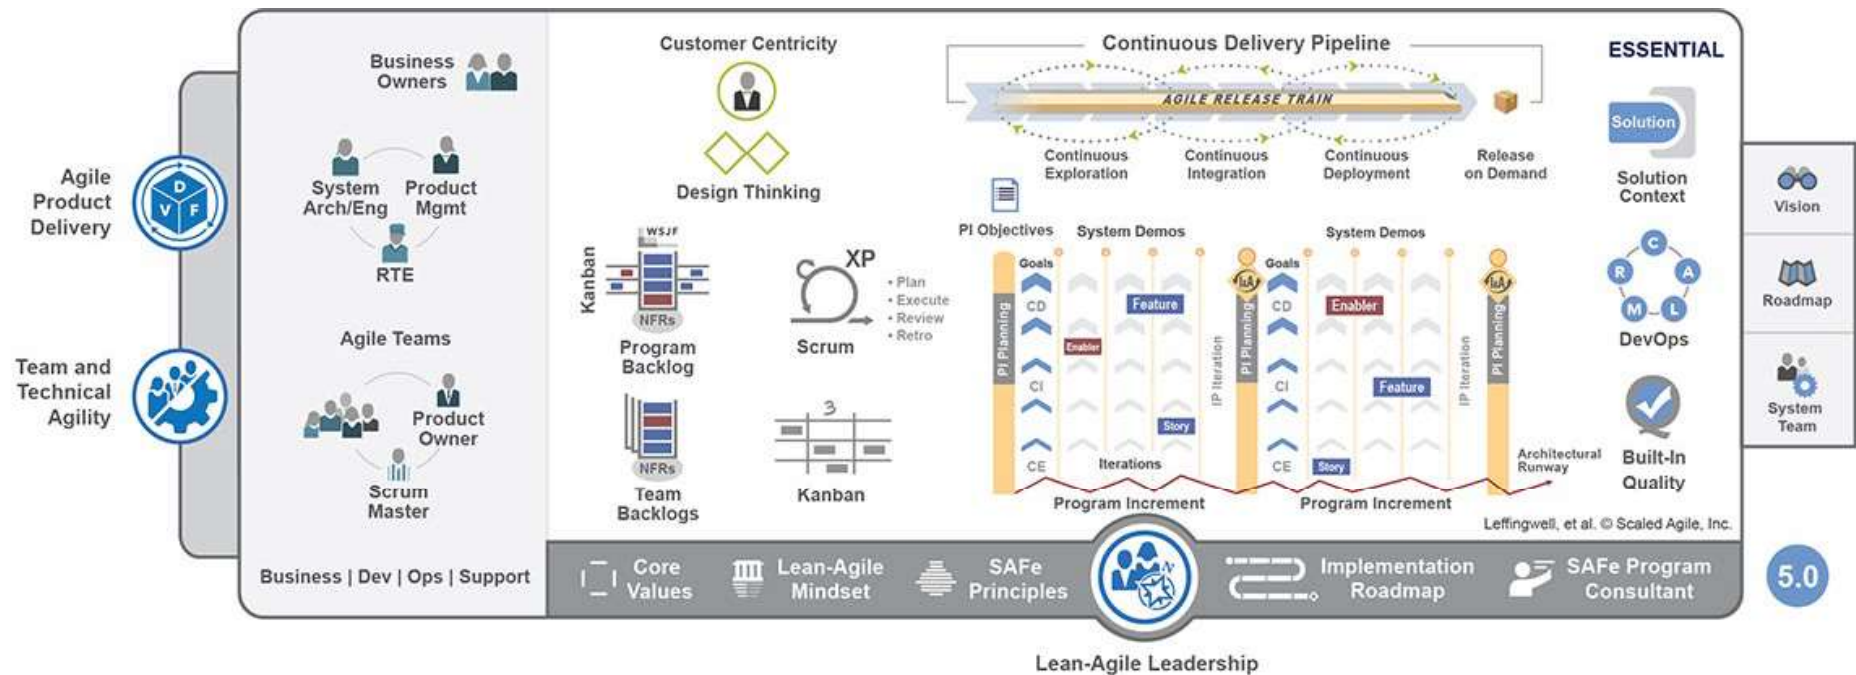 Agile
Product
Delivery
D
V F
Team and
Technical
Agility
Business
Owners
System
Arch/Eng
Product
Mgmt
RTE
Agile Teams
Product
Owner
Scrum
Master
Business | Dev | Ops | Support
Customer Centricity
Design Thinking
Kanban
WSJF
NFRs
Program
Backlog
XP
• Plan
• Execute
• Review
• Retro
Scrum
NFRs
Team
Backlogs
3
Kanban
Continuous Delivery Pipeline
AGILE RELEASE TRAIN
Continuous
Exploration
Continuous
Integration
Continuous
Deployment
Release
on Demand
PI Objectives
System Demos
System Demos
PI Planning
Goals
CD
CI
CE
Enabler
Feature
Story
Iterations
IP Iteration
I&A
PI Planning
Goals
CD
CI
CE
Enabler
Feature
Story
IP Iteration
I&A
PI Planning
Architectural
Runway
Program Increment
Program Increment
Leffingwell, et al. © Scaled Agile, Inc.
ESSENTIAL
Solution
Solution
Context
C
R A
M L
DevOps
Built-In
Quality
Vision
Roadmap
System
Team
Core
Values
Lean-Agile
Mindset
SAFe
Principles
N
Implementation
Roadmap
SAFe Program
Consultant
5.0
Lean-Agile Leadership